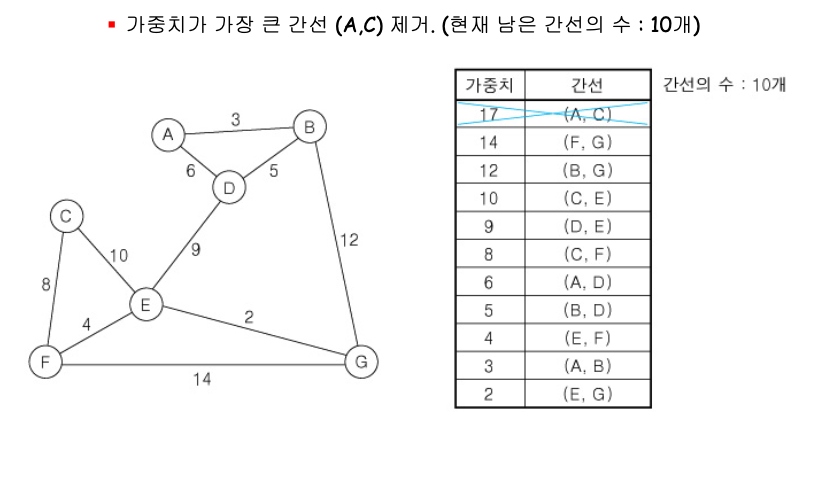 ▪ 가중치가 가장 큰 간선 (A,C) 제거. (현재 남은 간선의 수 : 10개)
가중치 간선 간선의 수 : 10개
17 (A, C)
14 (F, G)
12 (B, G)
10 (C, E)
9 (D, E)
8 (C, F)
6 (A, D)
5 (B, D)
4 (E, F)
3 (A, B)
2 (E, G)
A
3
B
6
5
D
C
12
10
9
8
E
4
2
F
G
14